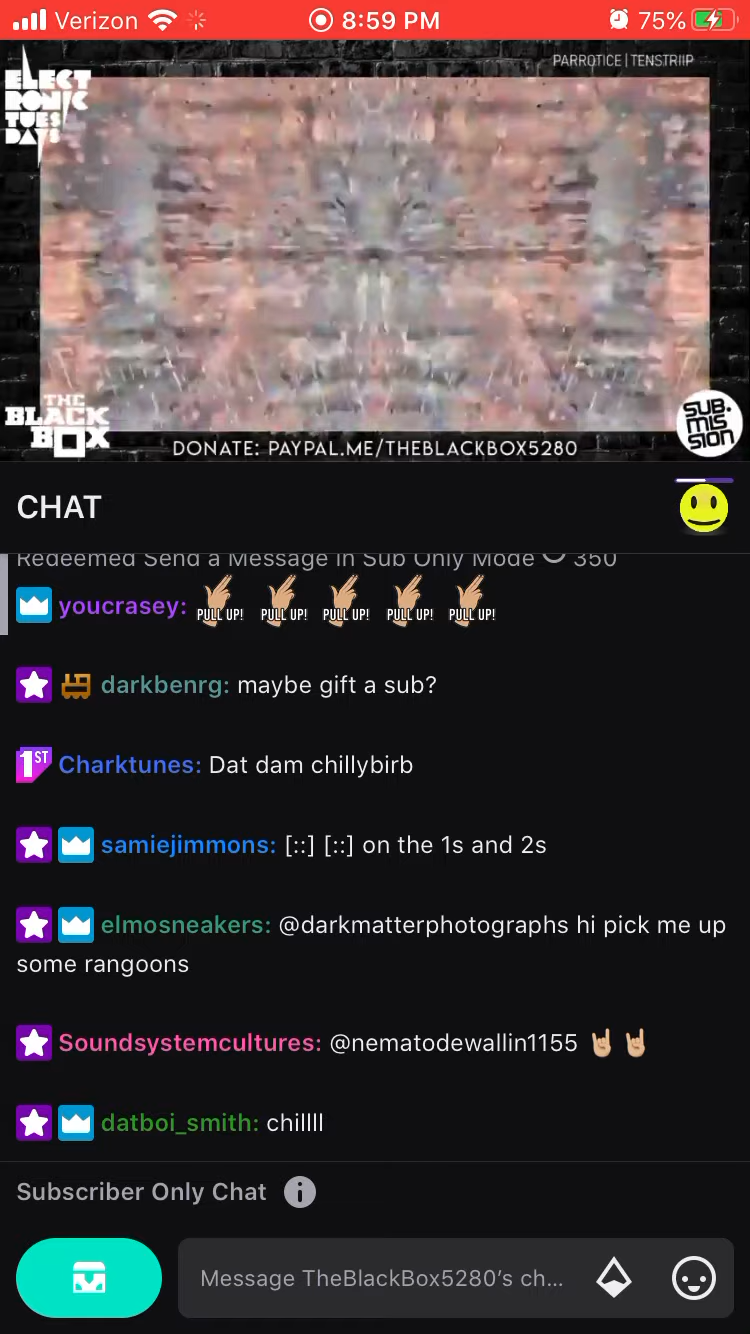 Verizon 8:59 PM 75%
PARROTICE | TENSTRIIP
ELECT
RONIC
TUES
DAYS
THE
BLACK
BOX
SUB.
MIS
SION
DONATE: PAYPAL.ME/THEBLACKBOX5280
CHAT
Redeemed Send a Message in Sub Only Mode 350
youcrasey: PULL UP! PULL UP! PULL UP! PULL UP! PULL UP!
darkbenrg: maybe gift a sub?
1ST Charktunes: Dat dam chillybirb
samiejimmons: [::] [::] on the 1s and 2s
elmosneakers: @darkmatterphotographs hi pick me up
some rangoons
Soundsystemcultures: @nematodewallin1155 🤘🏼 🤘🏼
datboi_smith: chillll
Subscriber Only Chat
Message TheBlackBox5280’s ch...